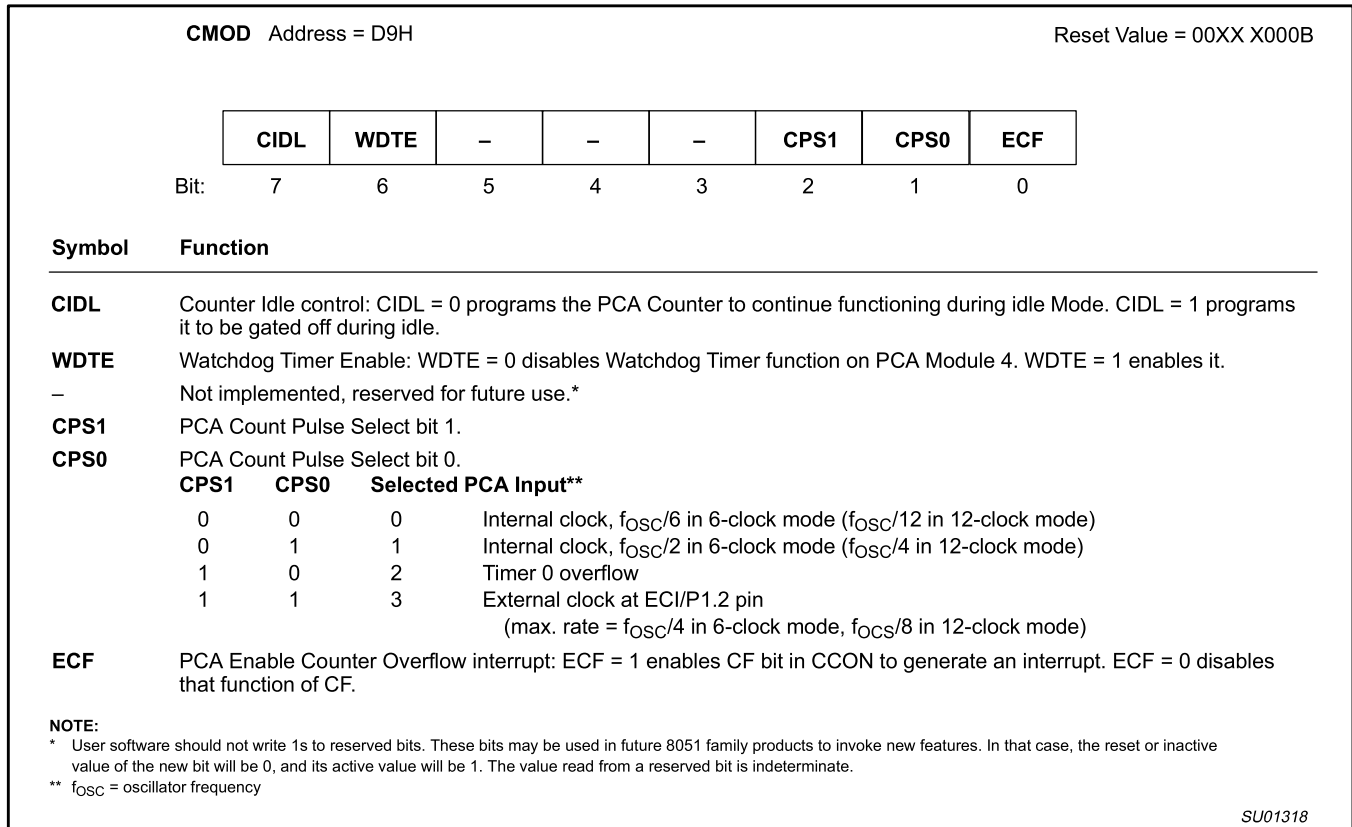 CMOD Address = D9H Reset Value = 00XX X000B
CIDL WDTE – – – CPS1 CPS0 ECF
Bit: 7 6 5 4 3 2 1 0
Symbol Function
CIDL Counter Idle control: CIDL = 0 programs the PCA Counter to continue functioning during idle Mode. CIDL = 1 programs
it to be gated off during idle.
WDTE Watchdog Timer Enable: WDTE = 0 disables Watchdog Timer function on PCA Module 4. WDTE = 1 enables it.
– Not implemented, reserved for future use.*
CPS1 PCA Count Pulse Select bit 1.
CPS0 PCA Count Pulse Select bit 0.
CPS1 CPS0 Selected PCA Input**
0 0 0 Internal clock, fOSC/6 in 6-clock mode (fOSC/12 in 12-clock mode)
0 1 1 Internal clock, fOSC/2 in 6-clock mode (fOSC/4 in 12-clock mode)
1 0 2 Timer 0 overflow
1 1 3 External clock at ECI/P1.2 pin
(max. rate = fOSC/4 in 6-clock mode, fOCS/8 in 12-clock mode)
ECF PCA Enable Counter Overflow interrupt: ECF = 1 enables CF bit in CCON to generate an interrupt. ECF = 0 disables
that function of CF.
NOTE:
* User software should not write 1s to reserved bits. These bits may be used in future 8051 family products to invoke new features. In that case, the reset or inactive
value of the new bit will be 0, and its active value will be 1. The value read from a reserved bit is indeterminate.
** fOSC = oscillator frequency
SU01318